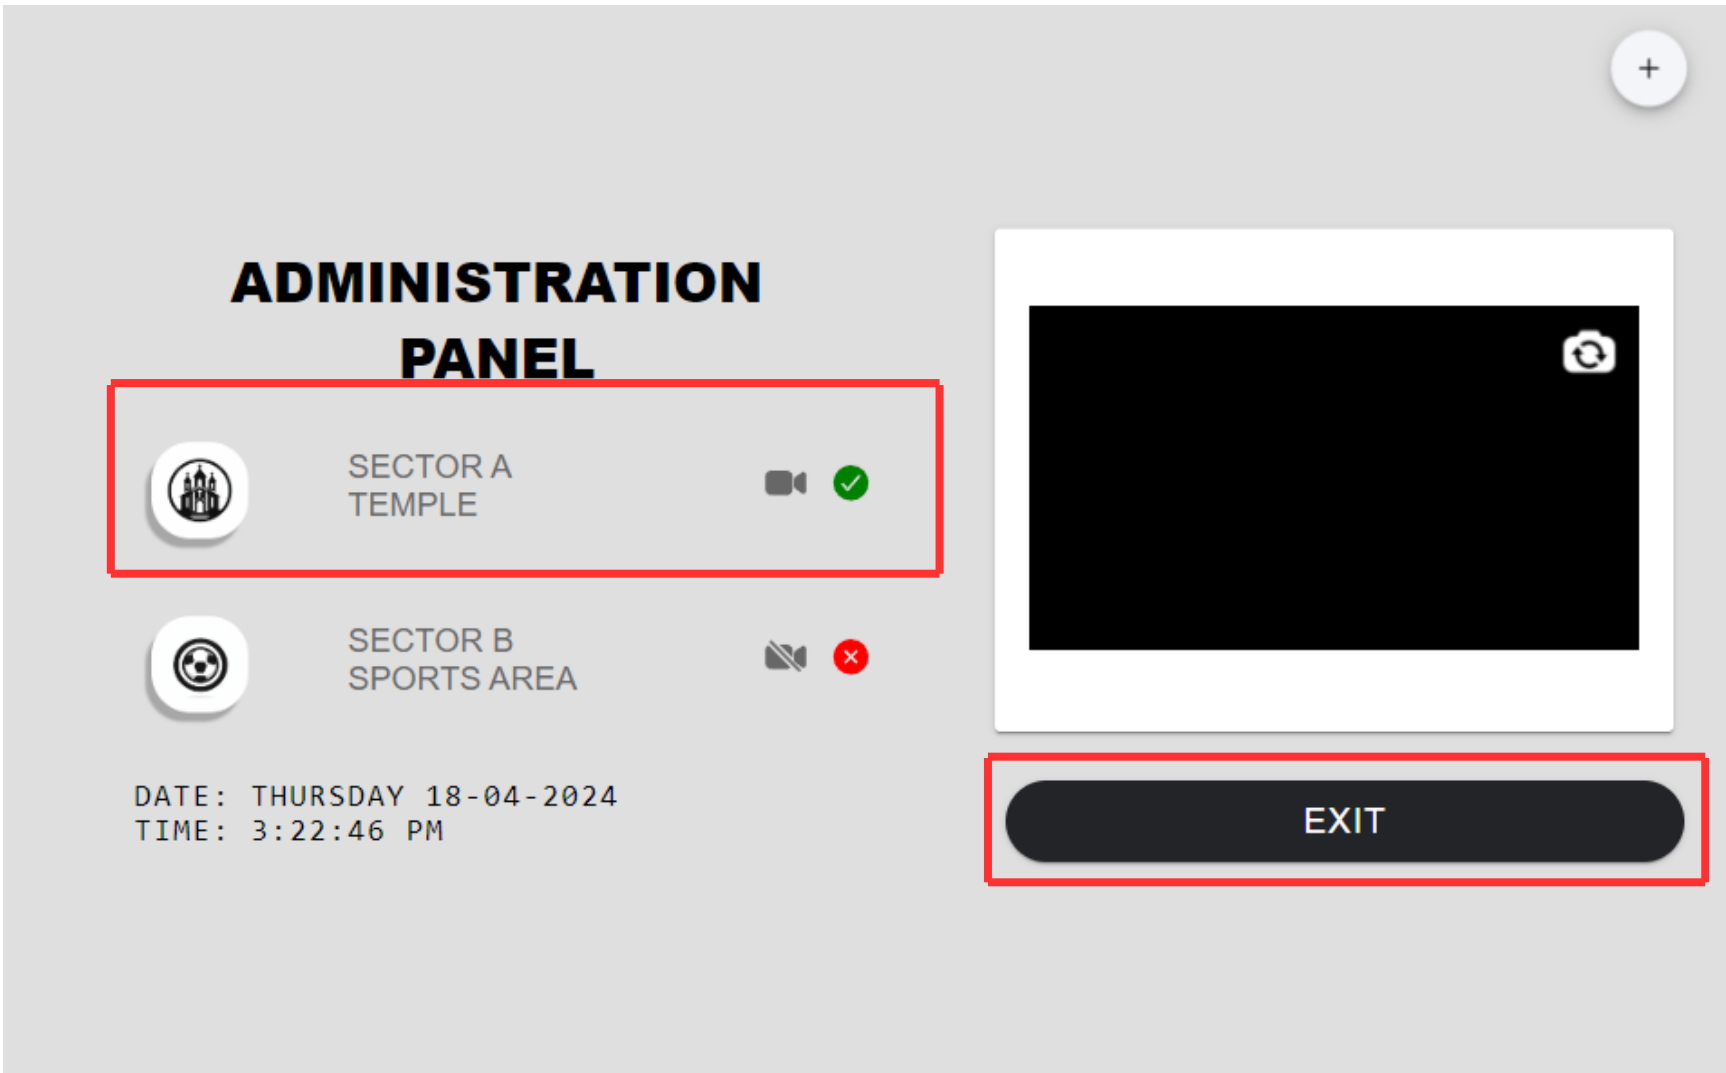 ADMINISTRATION
PANEL
SECTOR A
TEMPLE
SECTOR B
SPORTS AREA
DATE: THURSDAY 18-04-2024
TIME: 3:22:46 PM
EXIT